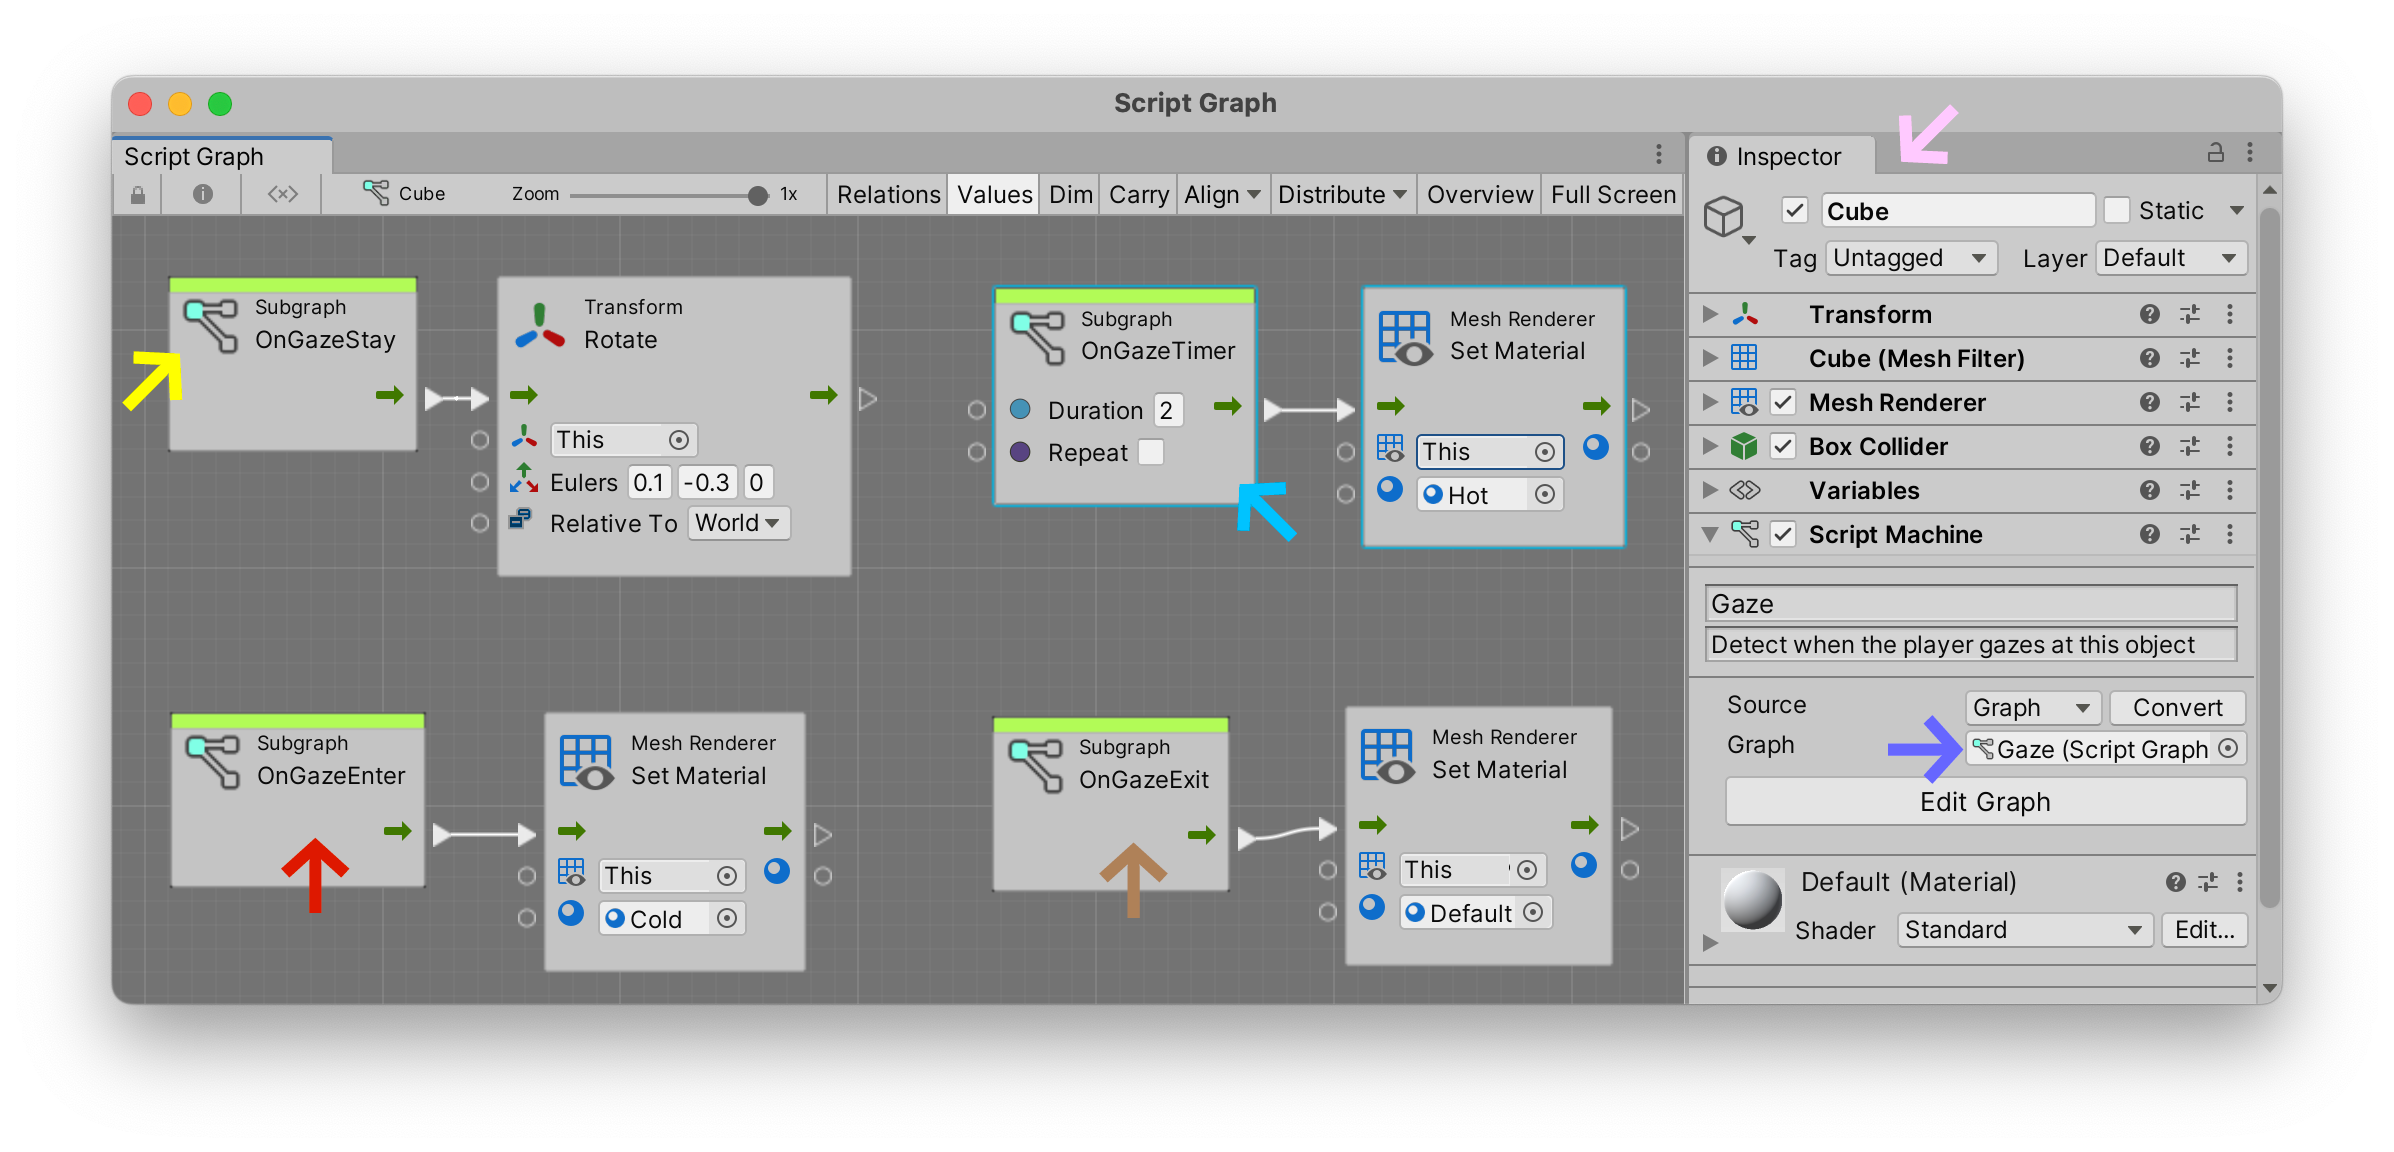 Script Graph
Script Graph
Cube
Zoom
1x
Relations
Values
Dim
Carry
Align
Distribute
Overview
Full Screen
Subgraph
OnGazeStay
Transform
Rotate
This
Eulers 0.1 -0.3 0
Relative To World
Subgraph
OnGazeTimer
Duration 2
Repeat
Mesh Renderer
Set Material
This
Hot
Subgraph
OnGazeEnter
Mesh Renderer
Set Material
This
Cold
Subgraph
OnGazeExit
Mesh Renderer
Set Material
This
Default
Inspector
Cube
Static
Tag Untagged
Layer Default
Transform
Cube (Mesh Filter)
Mesh Renderer
Box Collider
Variables
Script Machine
Gaze
Detect when the player gazes at this object
Source Graph Convert
Graph Gaze (Script Graph
Edit Graph
Default (Material)
Shader Standard Edit...